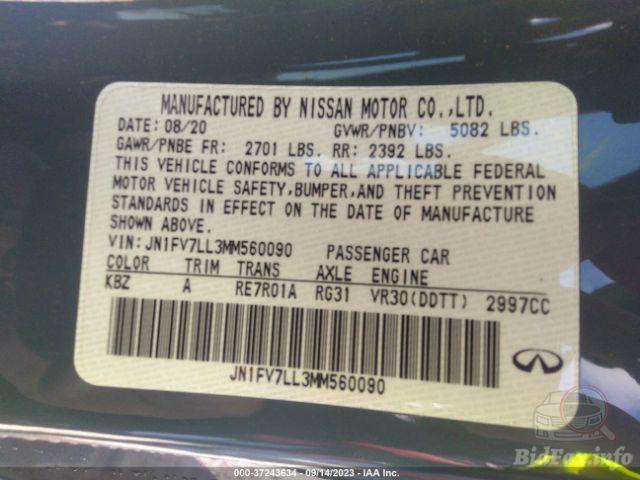 MANUFACTURED BY NISSAN MOTOR CO.,LTD.
DATE: 08/20 GVWR/PNBV: 5082 LBS.
GAWR/PNBE FR: 2701 LBS. RR: 2392 LBS.
THIS VEHICLE CONFORMS TO ALL APPLICABLE FEDERAL
MOTOR VEHICLE SAFETY,BUMPER,AND THEFT PREVENTION
STANDARDS IN EFFECT ON THE DATE OF MANUFACTURE
SHOWN ABOVE.
VIN:JN1FV7LL3MM560090 PASSENGER CAR
COLOR TRIM TRANS AXLE ENGINE
KBZ A RE7R01A RG31 VR30(DDTT) 2997CC
JN1FV7LL3MM560090
BidFax.info
000-37243634 - 09/14/2023 - IAA Inc.